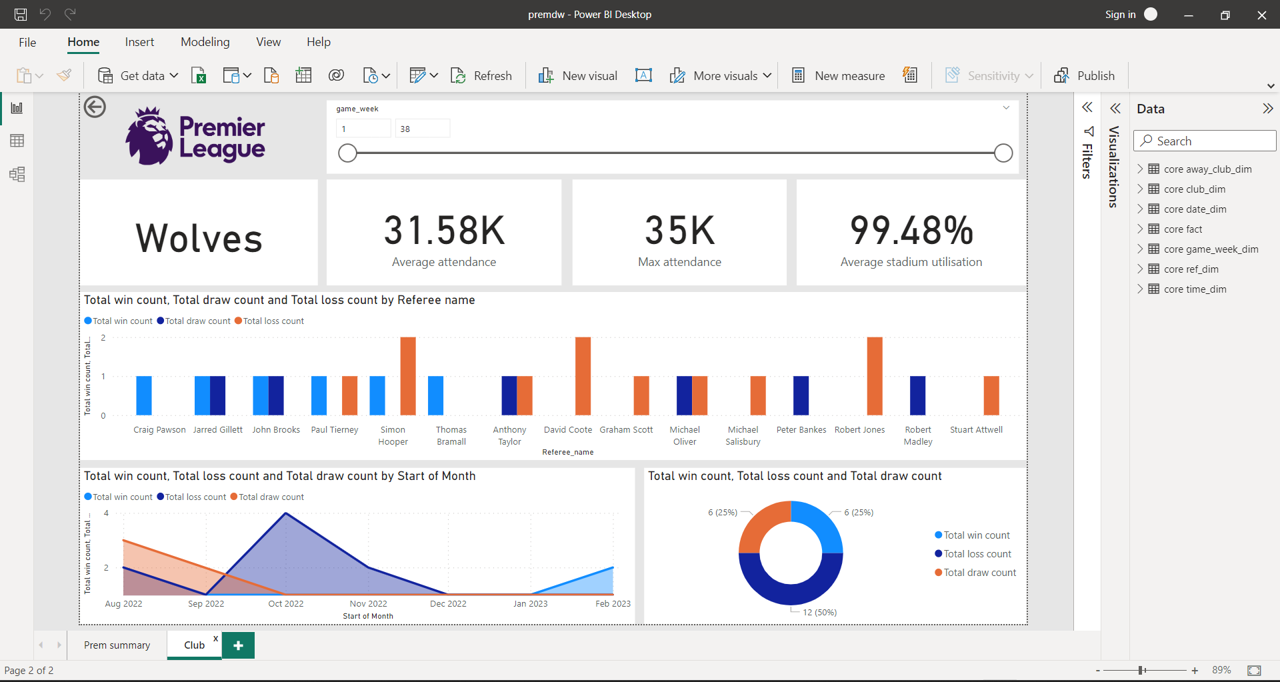 premdw - Power BI Desktop
Sign in
File Home Insert Modeling View Help
Get data Refresh New visual More visuals New measure Sensitivity Publish
Premier
League
game_week
1 38
Wolves
31.58K
Average attendance
35K
Max attendance
99.48%
Average stadium utilisation
Total win count, Total draw count and Total loss count by Referee name
Total win count Total draw count Total loss count
Total win count, Total...
2
1
0
Craig Pawson Jarred Gillett John Brooks Paul Tierney Simon Hooper Thomas Bramall Anthony Taylor David Coote Graham Scott Michael Oliver Michael Salisbury Peter Bankes Robert Jones Robert Madley Stuart Attwell
Referee_name
Total win count, Total loss count and Total draw count by Start of Month
Total win count Total loss count Total draw count
Total win count, Total...
4
2
Aug 2022 Sep 2022 Oct 2022 Nov 2022 Dec 2022 Jan 2023 Feb 2023
Start of Month
Total win count, Total loss count and Total draw count
6 (25%) 6 (25%)
12 (50%)
Total win count
Total loss count
Total draw count
Filters
Visualizations
Data
Search
core away_club_dim
core club_dim
core date_dim
core fact
core game_week_dim
core ref_dim
core time_dim
Prem summary Club x +
Page 2 of 2
- + 89%